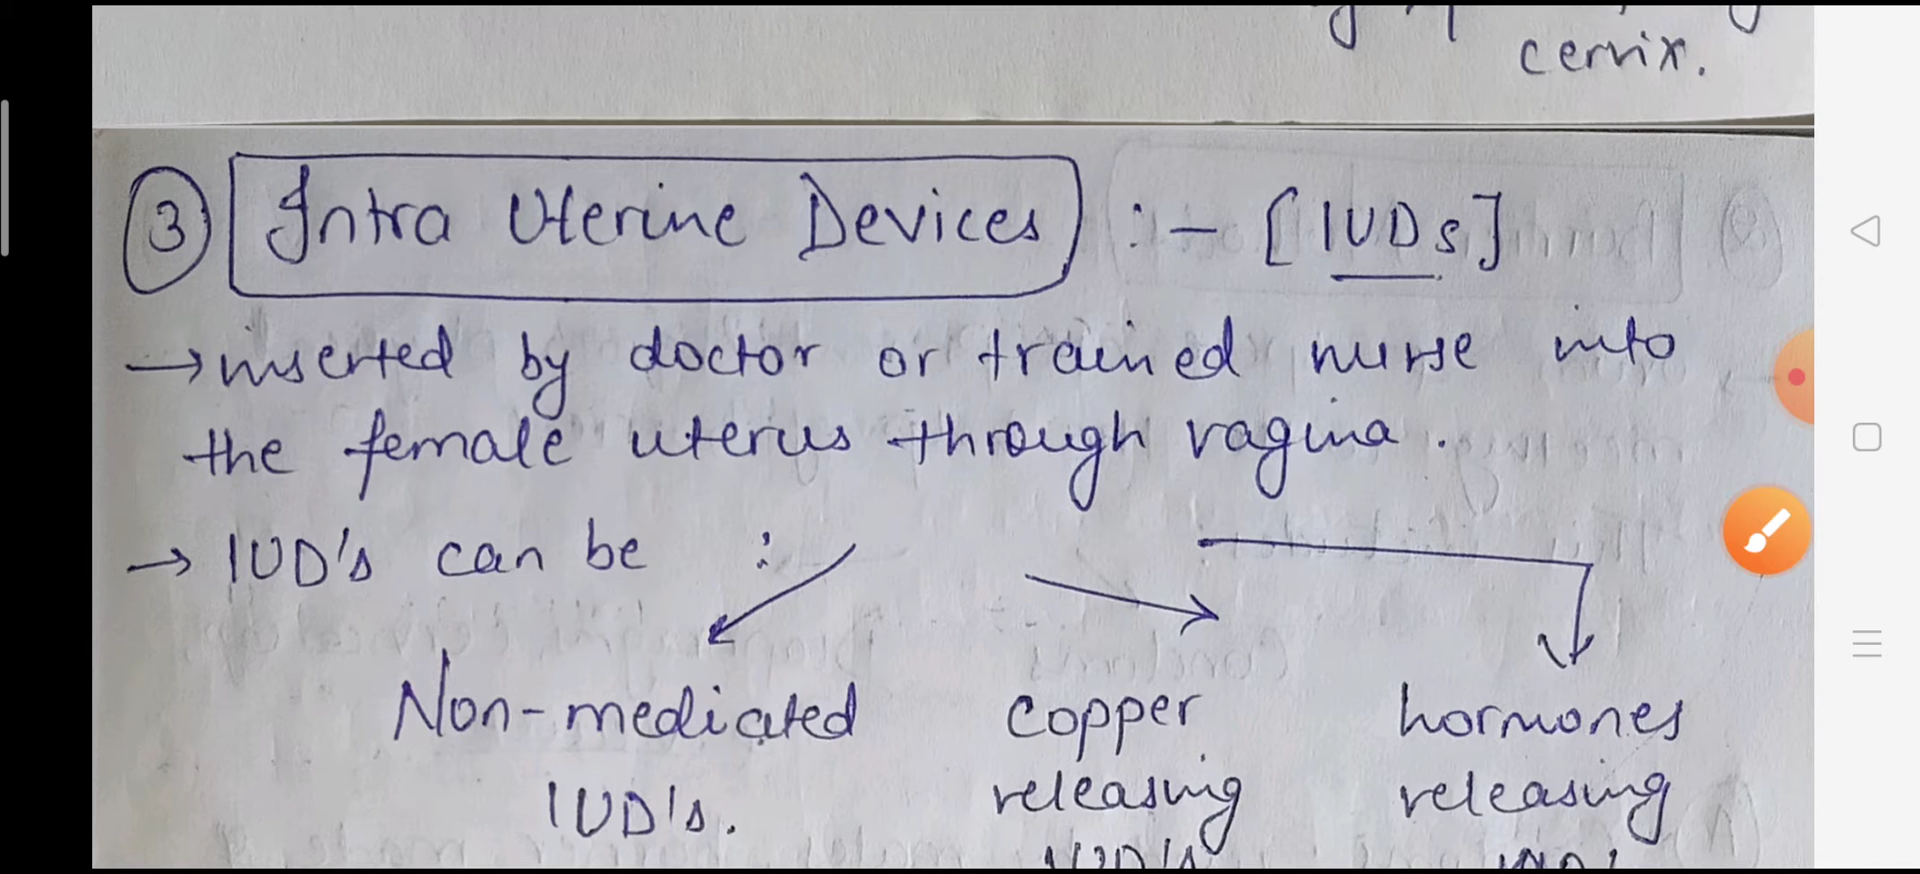 cervix.
③ Intra Uterine Devices :- [IUDs]
→ inserted by doctor or trained nurse into
the female uterus through vagina.
→ IUD's can be :
Non-medicated copper hormones
IUD's. releasing releasing